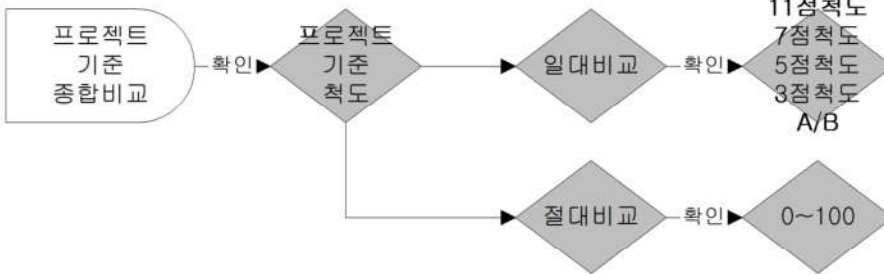 프로젝트
기준
종합비교
확인
프로젝트
기준
척도
일대비교
확인
11점척도
7점척도
5점척도
3점척도
A/B
절대비교
확인
0~100